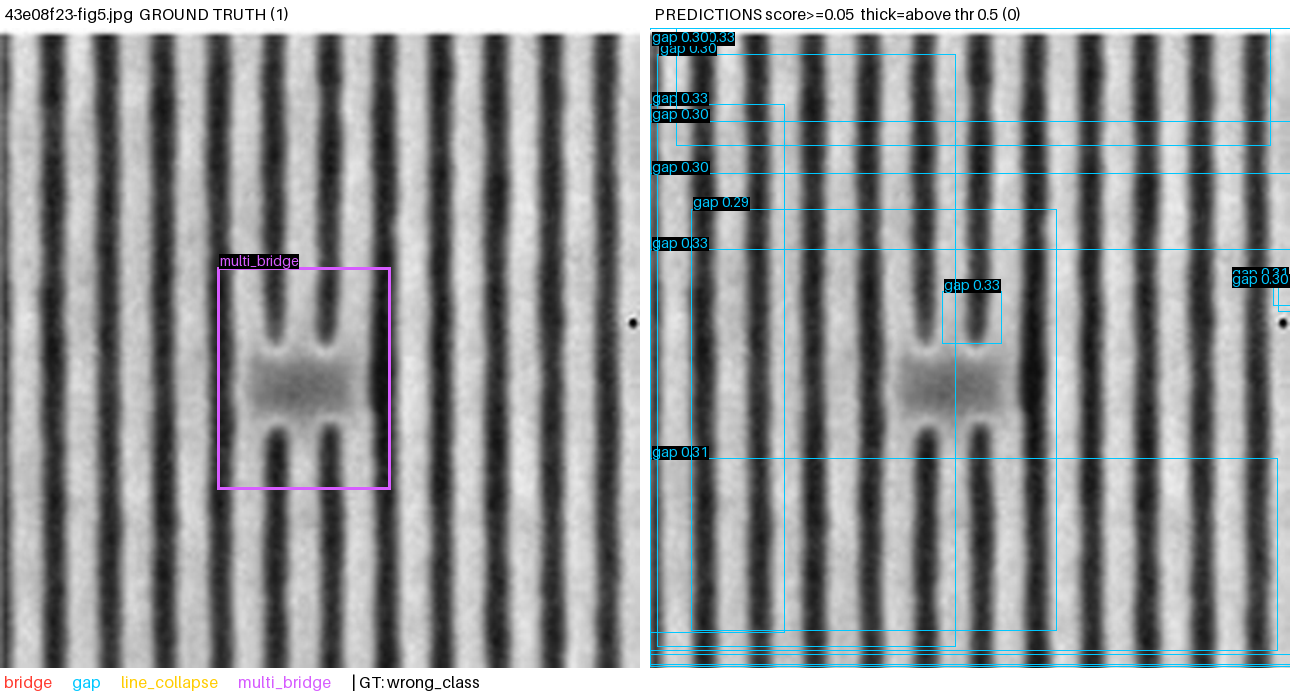 43e08f23-fig5.jpg GROUND TRUTH (1)
PREDICTIONS score>=0.05 thick=above thr 0.5 (0)
multi_bridge
gap 0.30
0.33
gap 0.30
gap 0.33
gap 0.30
gap 0.30
gap 0.29
gap 0.33
gap 0.33
gap 0.31
gap 0.30
gap 0.31
bridge gap line_collapse multi_bridge | GT: wrong_class